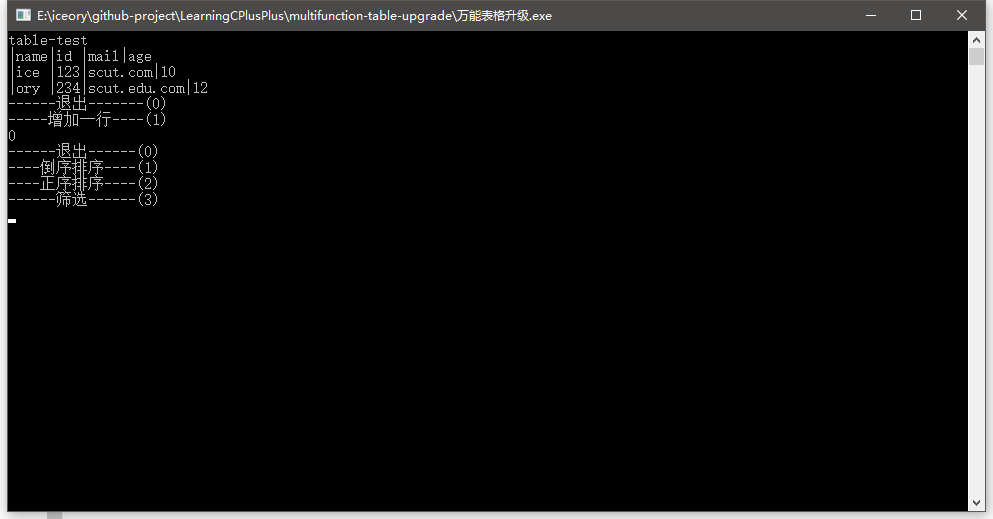 E:\iceory\github-project\LearningCPlusPlus\multifunction-table-upgrade\万能表格升级.exe
table-test
|name|id |mail|age
|ice |123|scut.com|10
|ory |234|scut.edu.com|12
------退出-------(0)
-----增加一行----(1)
0
------退出------(0)
----倒序排序----(1)
----正序排序----(2)
------筛选------(3)